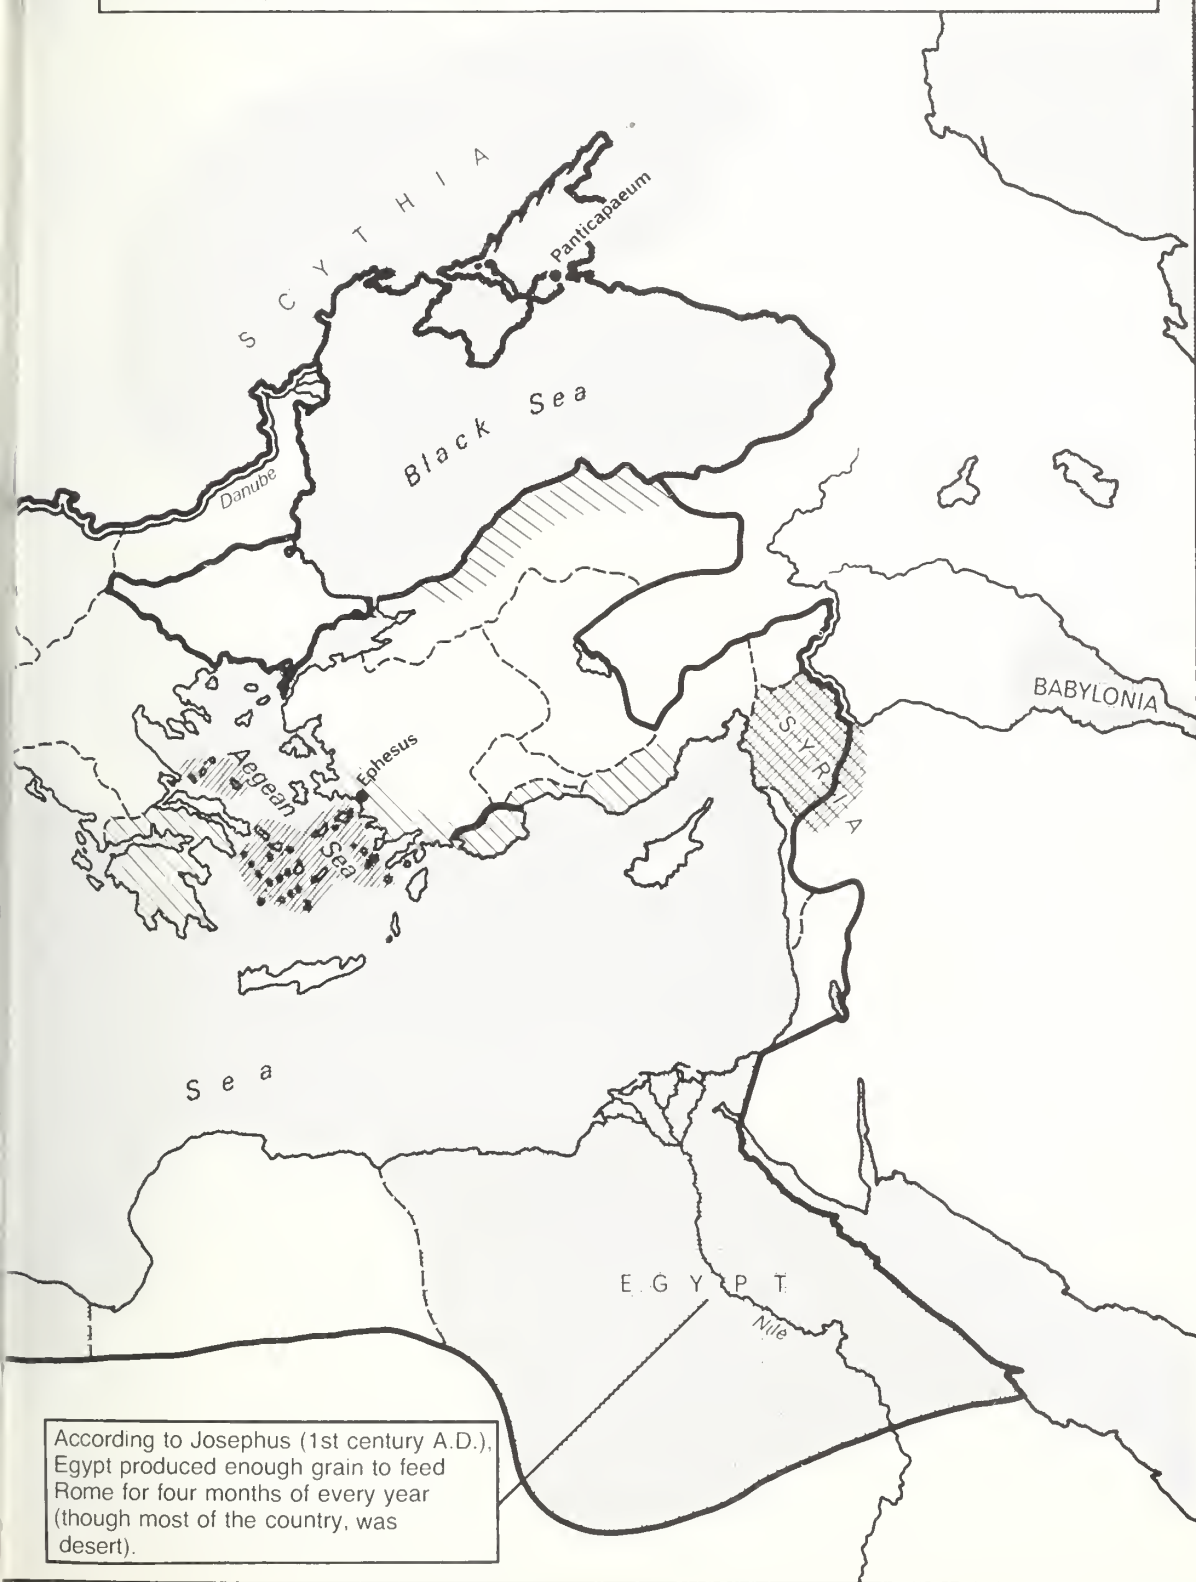 SCYTHIA
Panticapaeum
Black Sea
Danube
BABYLONIA
SYRIA
Ephesus
Aegean
Sea
Sea
EGYPT
Nile
According to Josephus (1st century A.D.),
Egypt produced enough grain to feed
Rome for four months of every year
(though most of the country, was
desert).